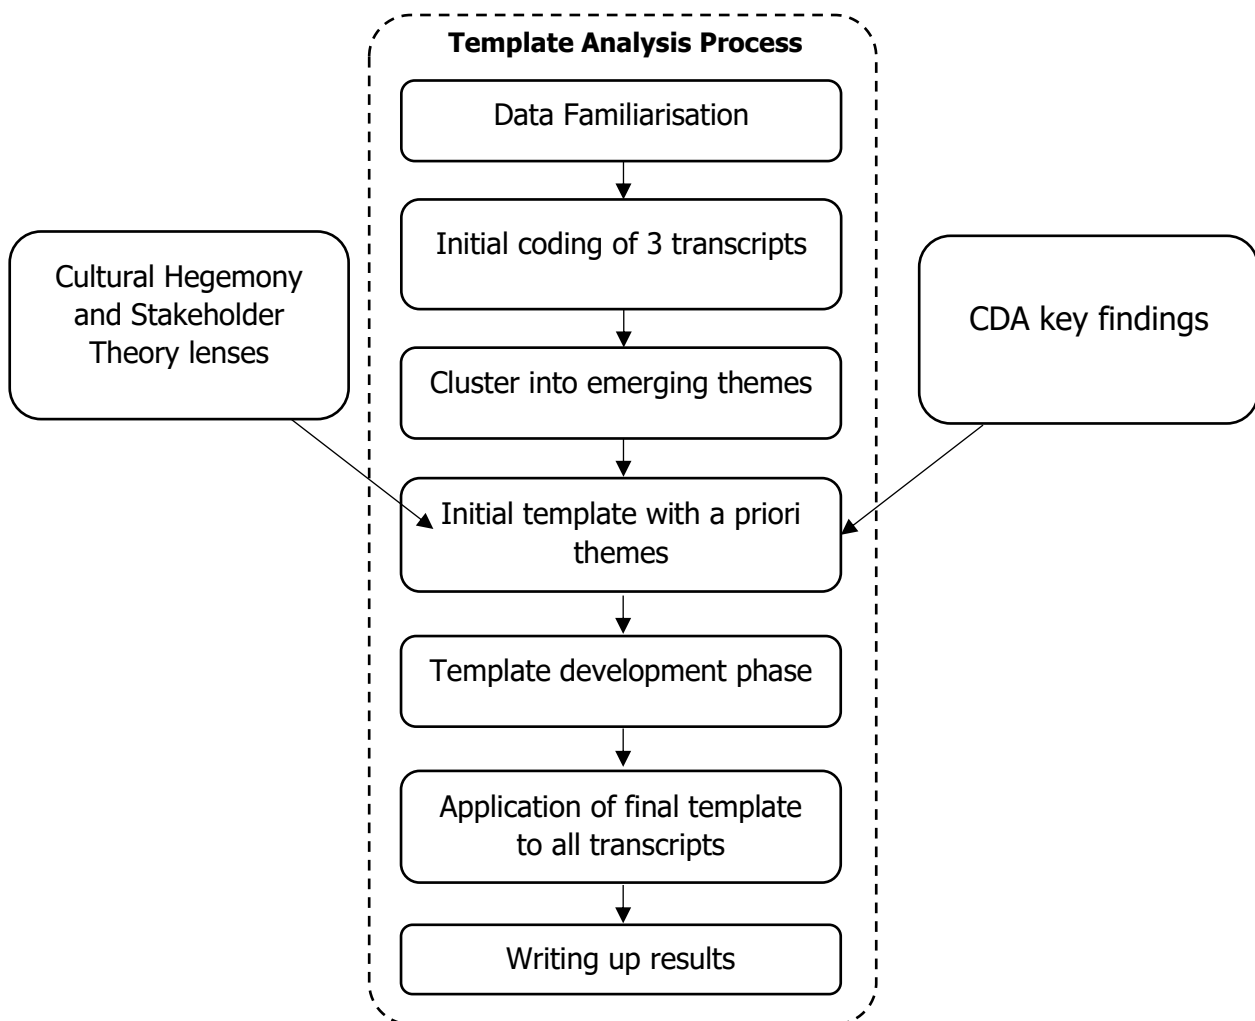 Template Analysis Process
Data Familiarisation
Initial coding of 3 transcripts
Cultural Hegemony
and Stakeholder
Theory lenses
CDA key findings
Cluster into emerging themes
Initial template with a priori
themes
Template development phase
Application of final template
to all transcripts
Writing up results